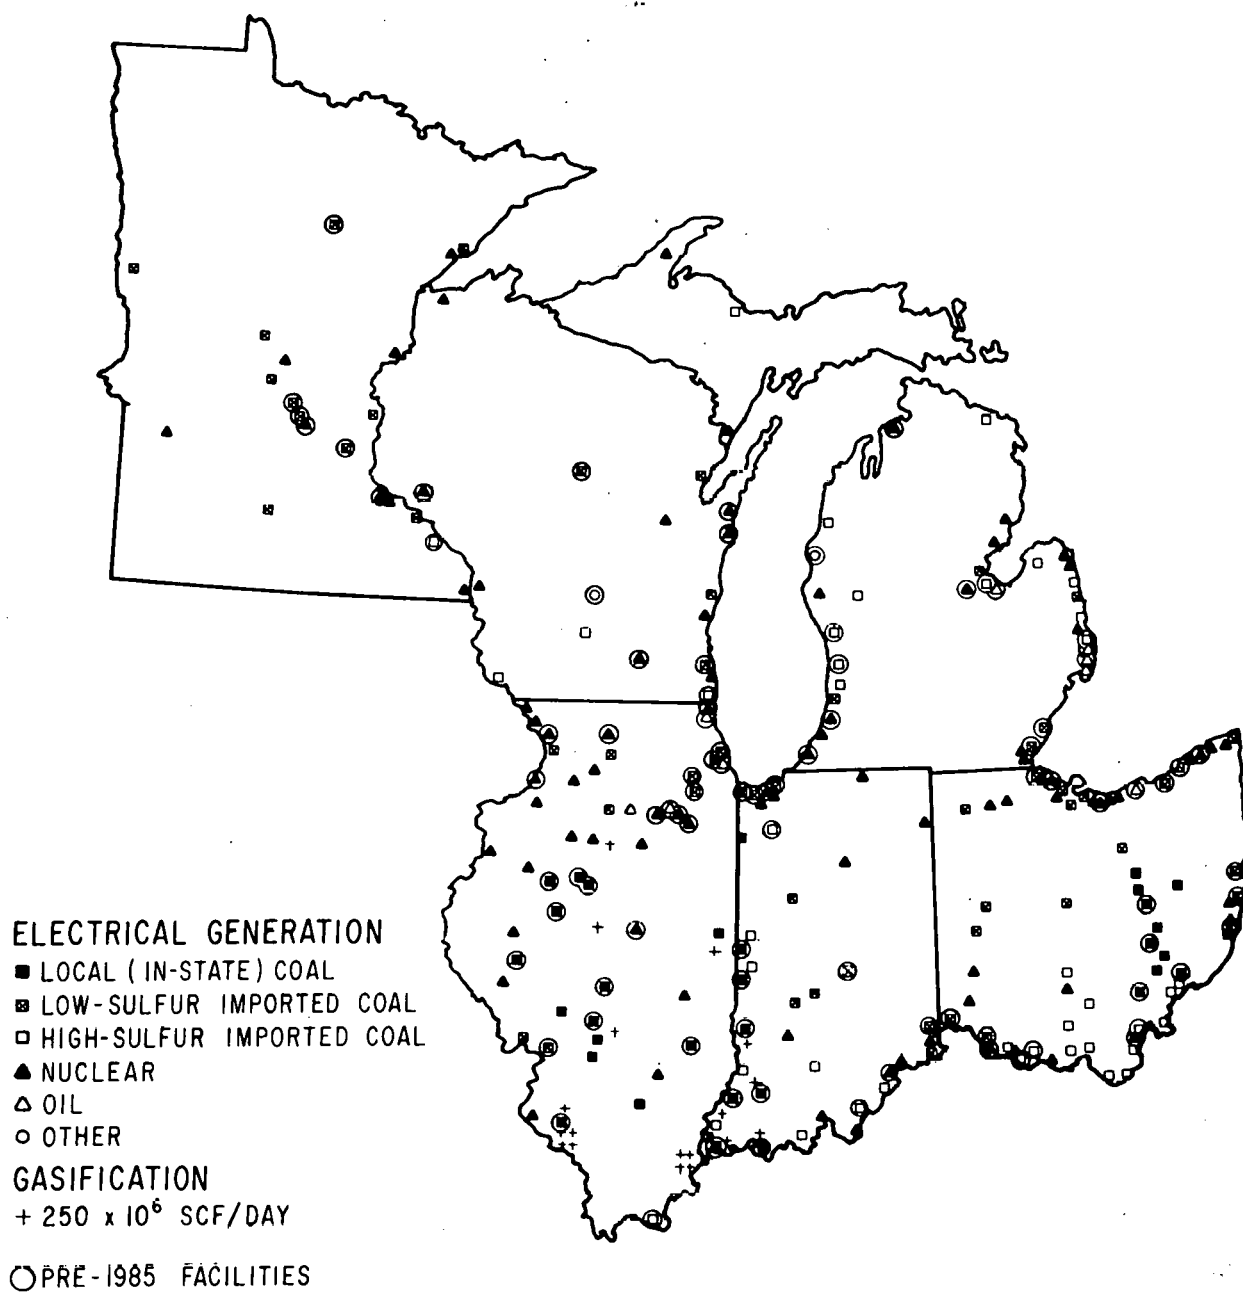 ELECTRICAL GENERATION
LOCAL (IN-STATE) COAL
LOW-SULFUR IMPORTED COAL
HIGH-SULFUR IMPORTED COAL
NUCLEAR
OIL
OTHER
GASIFICATION
+ 250 x 10⁶ SCF/DAY
PRE-1985 FACILITIES